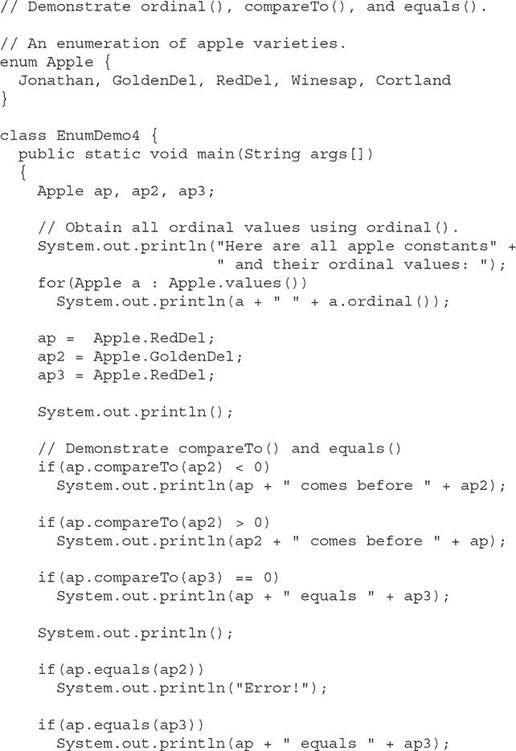 // Demonstrate ordinal(), compareTo(), and equals().
// An enumeration of apple varieties.
enum Apple {
  Jonathan, GoldenDel, RedDel, Winesap, Cortland
}
class EnumDemo4 {
  public static void main(String args[])
  {
    Apple ap, ap2, ap3;
    // Obtain all ordinal values using ordinal().
    System.out.println("Here are all apple constants" +
                       " and their ordinal values: ");
    for(Apple a : Apple.values())
      System.out.println(a + " " + a.ordinal());
    ap =  Apple.RedDel;
    ap2 = Apple.GoldenDel;
    ap3 = Apple.RedDel;
    System.out.println();
    // Demonstrate compareTo() and equals()
    if(ap.compareTo(ap2) < 0)
      System.out.println(ap + " comes before " + ap2);
    if(ap.compareTo(ap2) > 0)
      System.out.println(ap2 + " comes before " + ap);
    if(ap.compareTo(ap3) == 0)
      System.out.println(ap + " equals " + ap3);
    System.out.println();
    if(ap.equals(ap2))
      System.out.println("Error!");
    if(ap.equals(ap3))
      System.out.println(ap + " equals " + ap3);